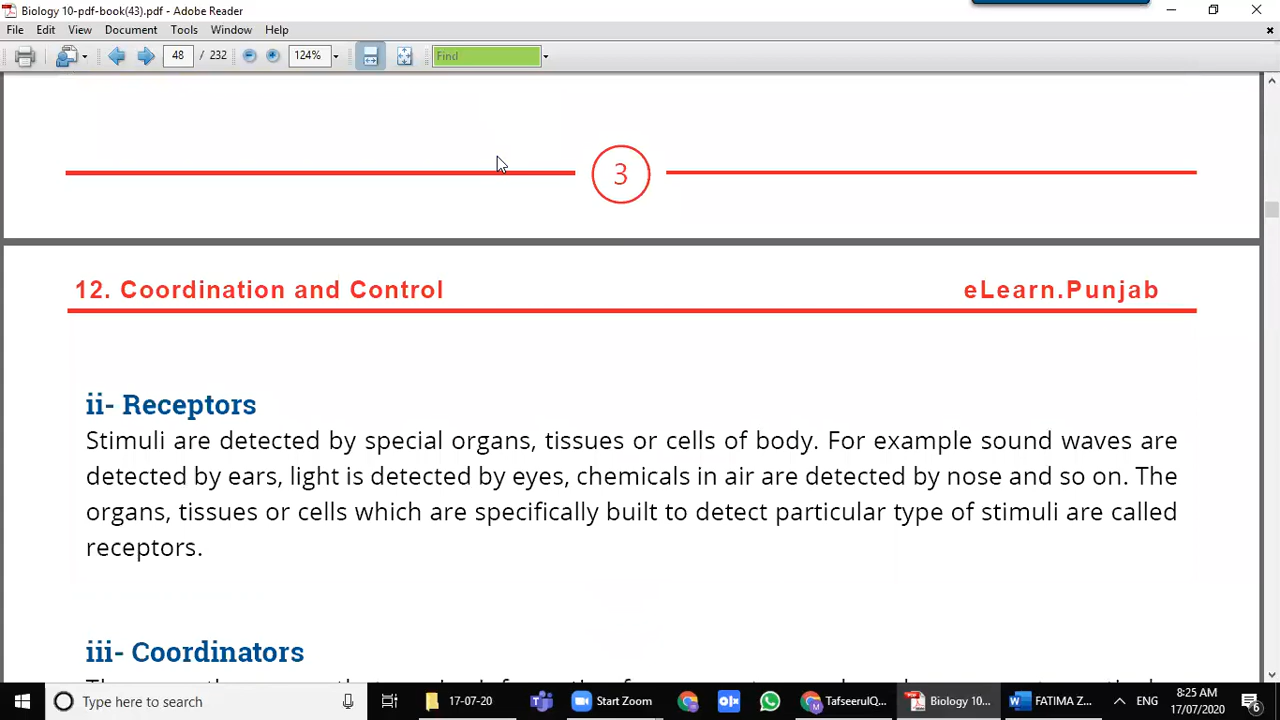 Biology 10-pdf-book(43).pdf - Adobe Reader
File Edit View Document Tools Window Help
48 / 232 124% Find
3
12. Coordination and Control eLearn.Punjab
ii- Receptors
Stimuli are detected by special organs, tissues or cells of body. For example sound waves are
detected by ears, light is detected by eyes, chemicals in air are detected by nose and so on. The
organs, tissues or cells which are specifically built to detect particular type of stimuli are called
receptors.
iii- Coordinators
Type here to search 17-07-20 Start Zoom TafseerulQ... Biology 10... FATIMA Z... ENG 8:25 AM
17/07/2020 6